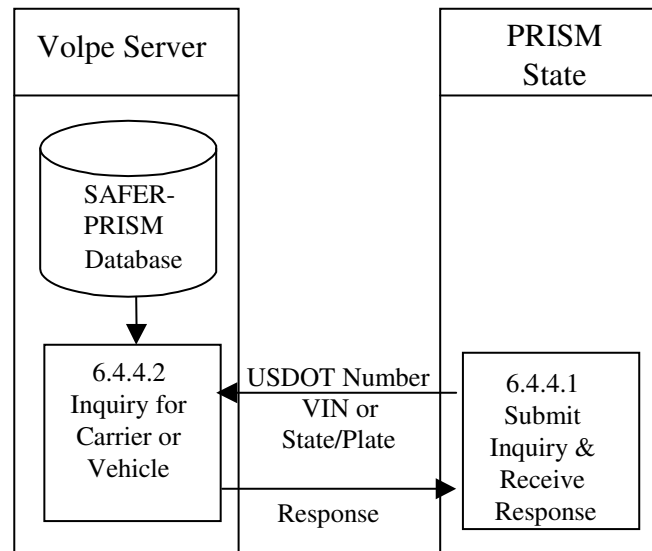 Volpe Server
PRISM
State
SAFER-
PRISM
Database
6.4.4.2
Inquiry for
Carrier or
Vehicle
USDOT Number
VIN or
State/Plate
Response
6.4.4.1
Submit
Inquiry &
Receive
Response